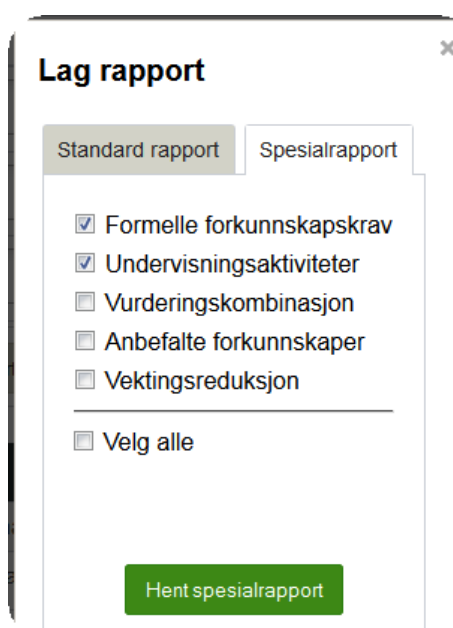 Lag rapport
Standard rapport
Spesialrapport
Formelle forkunnskapskrav
Undervisningsaktiviteter
Vurderingskombinasjon
Anbefalte forkunnskaper
Vektingsreduksjon
Velg alle
Hent spesialrapport